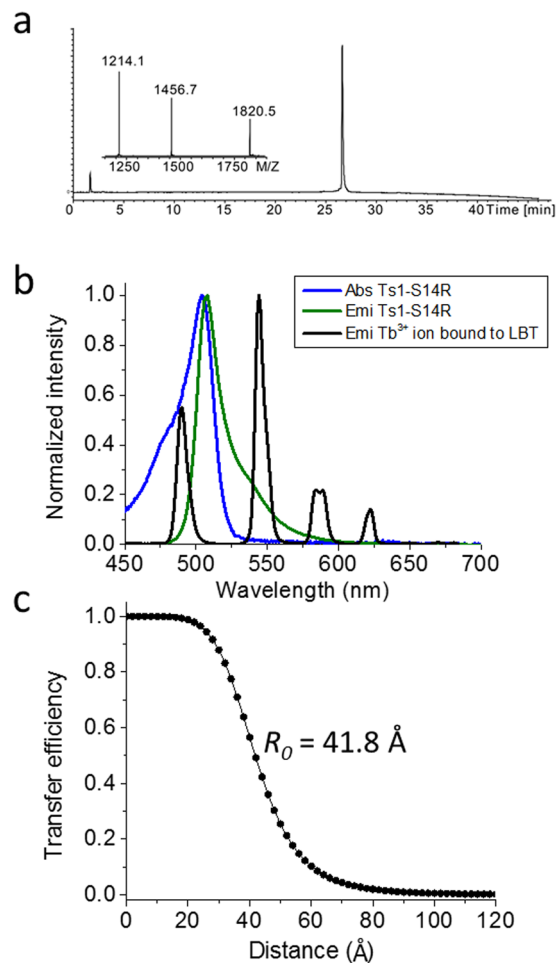 a
1214.1
1456.7
1820.5
1250 1500 1750 M/Z
0 5 10 15 20 25 30 35 40 Time [min]
b
Abs Ts1-S14R
Emi Ts1-S14R
Emi Tb³⁺ ion bound to LBT
Normalized intensity
1.0
0.8
0.6
0.4
0.2
0.0
450 500 550 600 650 700
Wavelength (nm)
c
Transfer efficiency
1.0
0.8
0.6
0.4
0.2
0.0
R₀ = 41.8 Å
0 20 40 60 80 100 120
Distance (Å)